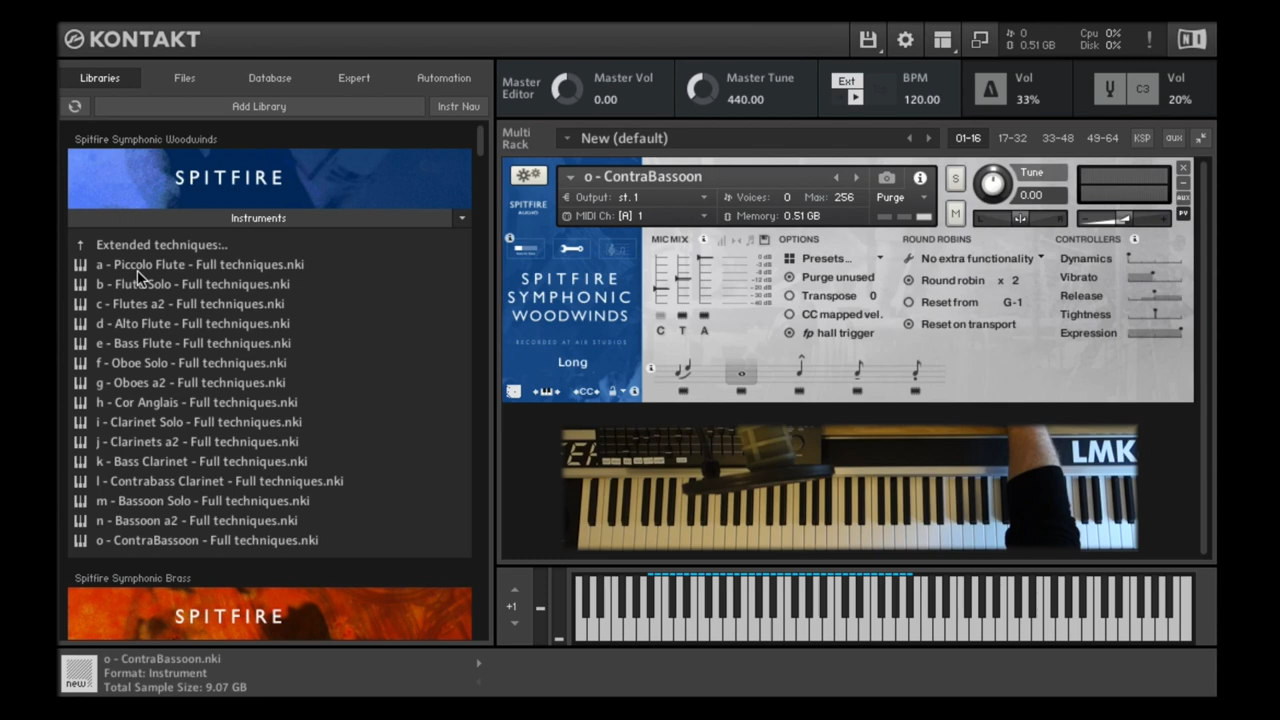 KONTAKT
0
0.51 GB
Cpu 0%
Disk 0%
!
Libraries
Files
Database
Expert
Automation
Add Library
Instr Nav
Master Editor
Master Vol
0.00
Master Tune
440.00
Ext
BPM
120.00
Vol
33%
C3
Vol
20%
Multi Rack
New (default)
01-16
17-32
33-48
49-64
KSP
aux
Spitfire Symphonic Woodwinds
SPITFIRE
Instruments
Extended techniques:..
a - Piccolo Flute - Full techniques.nki
b - Flute Solo - Full techniques.nki
c - Flutes a2 - Full techniques.nki
d - Alto Flute - Full techniques.nki
e - Bass Flute - Full techniques.nki
f - Oboe Solo - Full techniques.nki
g - Oboes a2 - Full techniques.nki
h - Cor Anglais - Full techniques.nki
i - Clarinet Solo - Full techniques.nki
j - Clarinets a2 - Full techniques.nki
k - Bass Clarinet - Full techniques.nki
l - Contrabass Clarinet - Full techniques.nki
m - Bassoon Solo - Full techniques.nki
n - Bassoon a2 - Full techniques.nki
o - ContraBassoon - Full techniques.nki
Spitfire Symphonic Brass
SPITFIRE
SPITFIRE
AUDIO
o - ContraBassoon
Output: st. 1
Voices: 0 Max: 256
Purge
MIDI Ch: [A] 1
Memory: 0.51 GB
S
M
Tune
0.00
AUX
PV
SPITFIRE
SYMPHONIC
WOODWINDS
RECORDED AT AIR STUDIOS
Long
CC
MIC MIX
C T A
OPTIONS
Presets...
Purge unused
Transpose 0
CC mapped vel.
fp hall trigger
ROUND ROBINS
No extra functionality
Round robin x 2
Reset from G-1
Reset on transport
CONTROLLERS
Dynamics
Vibrato
Release
Tightness
Expression
LMK
+1
new
o - ContraBassoon.nki
Format: Instrument
Total Sample Size: 9.07 GB